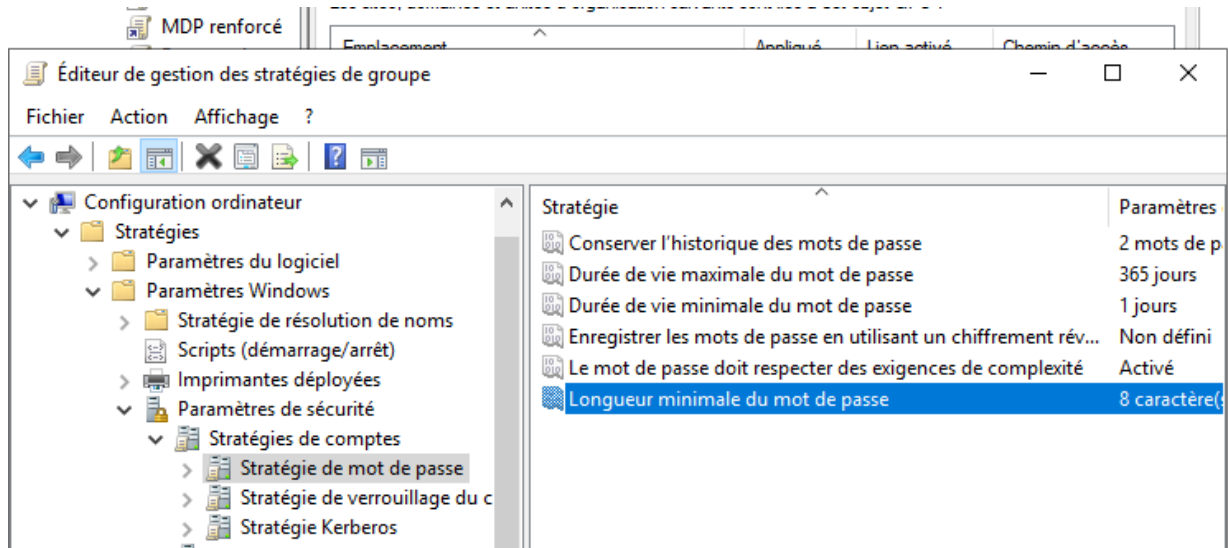 MDP renforcé
Emplacement Appliqué Lien activé Chemin d'accès
Éditeur de gestion des stratégies de groupe
Fichier Action Affichage ?
Configuration ordinateur
Stratégies
Paramètres du logiciel
Paramètres Windows
Stratégie de résolution de noms
Scripts (démarrage/arrêt)
Imprimantes déployées
Paramètres de sécurité
Stratégies de comptes
Stratégie de mot de passe
Stratégie de verrouillage du c
Stratégie Kerberos
Stratégie Paramètres
Conserver l'historique des mots de passe 2 mots de p
Durée de vie maximale du mot de passe 365 jours
Durée de vie minimale du mot de passe 1 jours
Enregistrer les mots de passe en utilisant un chiffrement rév... Non défini
Le mot de passe doit respecter des exigences de complexité Activé
Longueur minimale du mot de passe 8 caractère(s